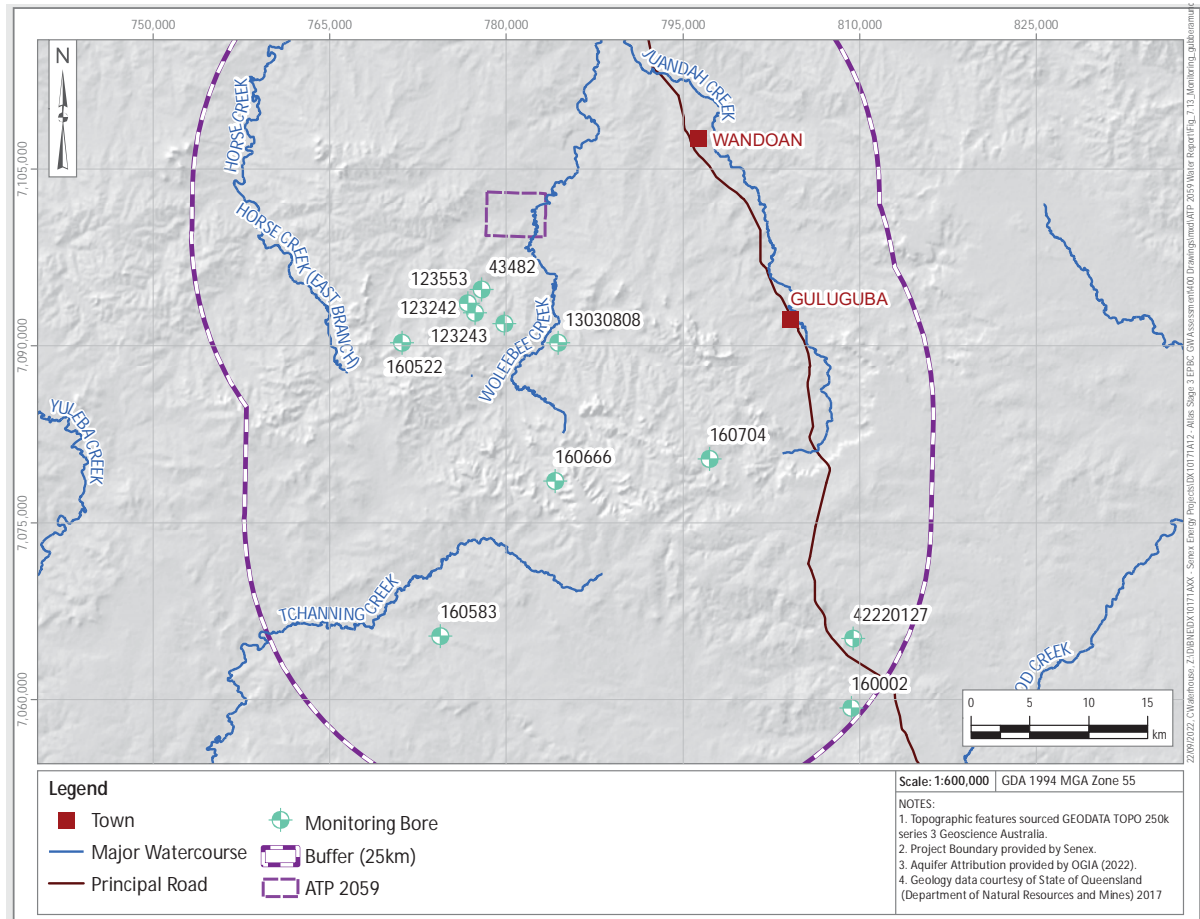 750,000
765,000
780,000
795,000
810,000
825,000
N
7,105,000
7,090,000
7,075,000
7,060,000
JUANDAH CREEK
HORSE CREEK
WANDOAN
HORSE CREEK (EAST BRANCH)
43482
123553
123242
123243
GULUGUBA
13030808
WOLEEBEE CREEK
160522
YULEBA CREEK
160704
160666
TCHANNING CREEK
160583
42220127
160002
OD CREEK
0 5 10 15
km
Legend
Town
Major Watercourse
Principal Road
Monitoring Bore
Buffer (25km)
ATP 2059
Scale: 1:600,000
GDA 1994 MGA Zone 55
NOTES:
1. Topographic features sourced GEODATA TOPO 250k
series 3 Geoscience Australia.
2. Project Boundary provided by Senex.
3. Aquifer Attribution provided by OGIA (2022).
4. Geology data courtesy of State of Queensland
(Department of Natural Resources and Mines) 2017